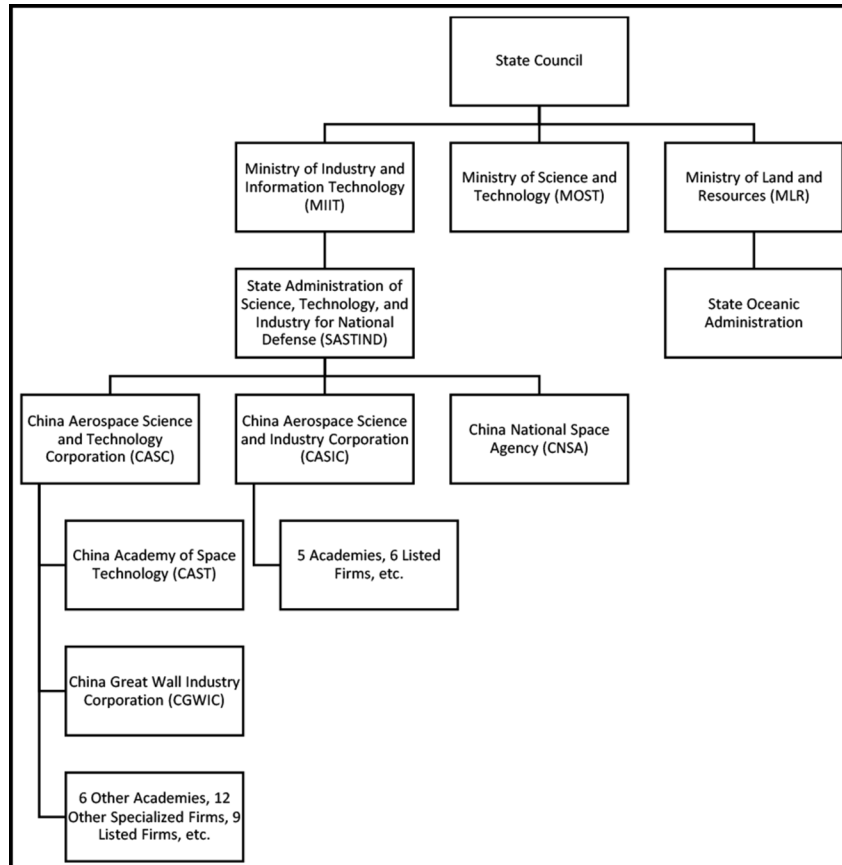 State Council
Ministry of Industry and
Information Technology
(MIIT)
Ministry of Science and
Technology (MOST)
Ministry of Land and
Resources (MLR)
State Administration of
Science, Technology, and
Industry for National
Defense (SASTIND)
State Oceanic
Administration
China Aerospace Science
and Technology
Corporation (CASC)
China Aerospace Science
and Industry Corporation
(CASIC)
China National Space
Agency (CNSA)
China Academy of Space
Technology (CAST)
5 Academies, 6 Listed
Firms, etc.
China Great Wall Industry
Corporation (CGWIC)
6 Other Academies, 12
Other Specialized Firms, 9
Listed Firms, etc.